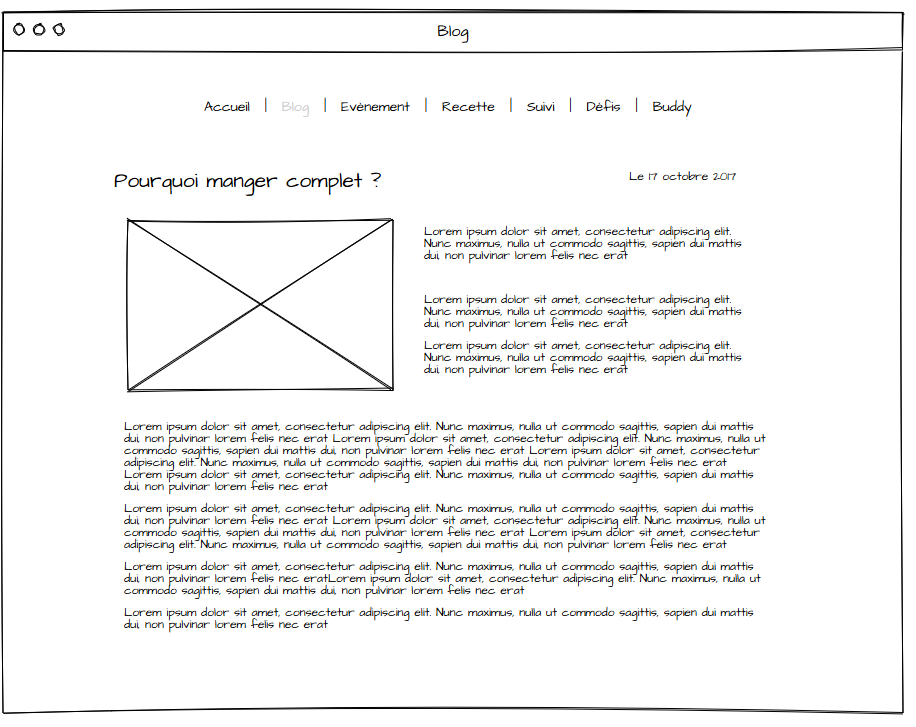 Blog
Accueil | Blog | Evènement | Recette | Suivi | Défis | Buddy
Pourquoi manger complet ?
Le 17 octobre 2017
Lorem ipsum dolor sit amet, consectetur adipiscing elit.
Nunc maximus, nulla ut commodo sagittis, sapien dui mattis
dui, non pulvinar lorem felis nec erat
Lorem ipsum dolor sit amet, consectetur adipiscing elit.
Nunc maximus, nulla ut commodo sagittis, sapien dui mattis
dui, non pulvinar lorem felis nec erat
Lorem ipsum dolor sit amet, consectetur adipiscing elit.
Nunc maximus, nulla ut commodo sagittis, sapien dui mattis
dui, non pulvinar lorem felis nec erat
Lorem ipsum dolor sit amet, consectetur adipiscing elit. Nunc maximus, nulla ut commodo sagittis, sapien dui mattis
dui, non pulvinar lorem felis nec erat Lorem ipsum dolor sit amet, consectetur adipiscing elit. Nunc maximus, nulla ut
commodo sagittis, sapien dui mattis dui, non pulvinar lorem felis nec erat Lorem ipsum dolor sit amet, consectetur
adipiscing elit. Nunc maximus, nulla ut commodo sagittis, sapien dui mattis dui, non pulvinar lorem felis nec erat
Lorem ipsum dolor sit amet, consectetur adipiscing elit. Nunc maximus, nulla ut commodo sagittis, sapien dui mattis
dui, non pulvinar lorem felis nec erat
Lorem ipsum dolor sit amet, consectetur adipiscing elit. Nunc maximus, nulla ut commodo sagittis, sapien dui mattis
dui, non pulvinar lorem felis nec erat Lorem ipsum dolor sit amet, consectetur adipiscing elit. Nunc maximus, nulla ut
commodo sagittis, sapien dui mattis dui, non pulvinar lorem felis nec erat Lorem ipsum dolor sit amet, consectetur
adipiscing elit. Nunc maximus, nulla ut commodo sagittis, sapien dui mattis dui, non pulvinar lorem felis nec erat
Lorem ipsum dolor sit amet, consectetur adipiscing elit. Nunc maximus, nulla ut commodo sagittis, sapien dui mattis
dui, non pulvinar lorem felis nec eratLorem ipsum dolor sit amet, consectetur adipiscing elit. Nunc maximus, nulla ut
commodo sagittis, sapien dui mattis dui, non pulvinar lorem felis nec erat
Lorem ipsum dolor sit amet, consectetur adipiscing elit. Nunc maximus, nulla ut commodo sagittis, sapien dui mattis
dui, non pulvinar lorem felis nec erat